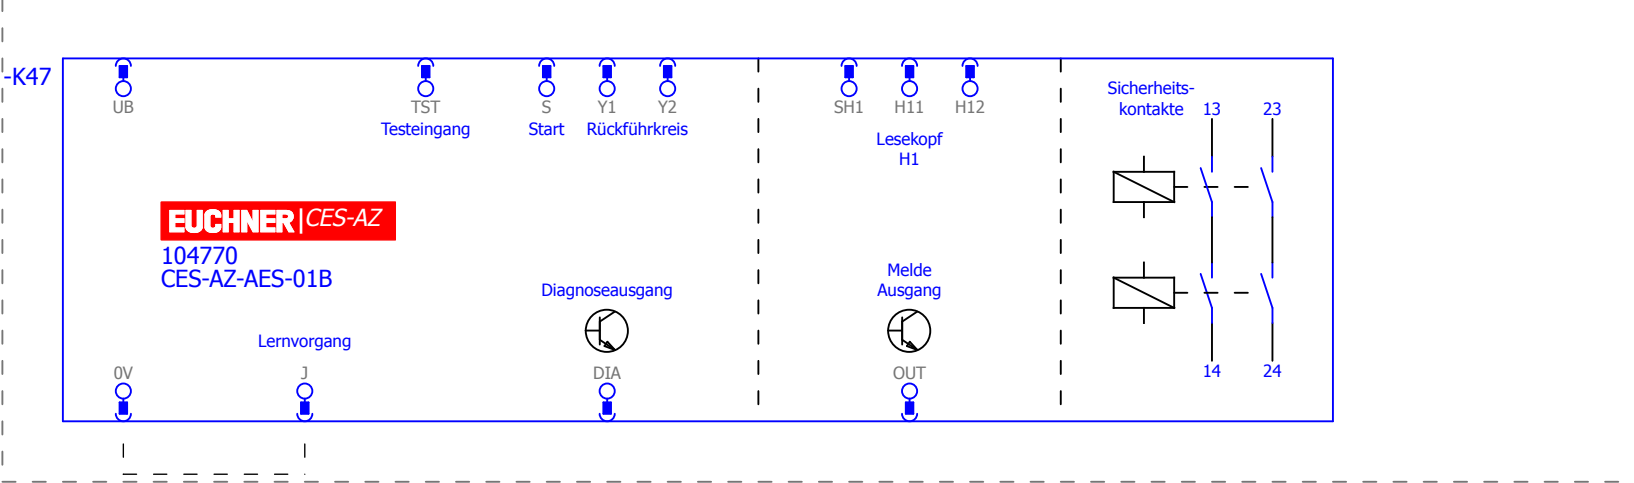 -K47
UB
TST
S
Y1
Y2
SH1
H11
H12
Testeingang
Start
Rückführkreis
Lesekopf
H1
Sicherheits-
kontakte
13
23
EUCHNER CES-AZ
104770
CES-AZ-AES-01B
Diagnoseausgang
Melde
Ausgang
Lernvorgang
0V
J
DIA
OUT
14
24